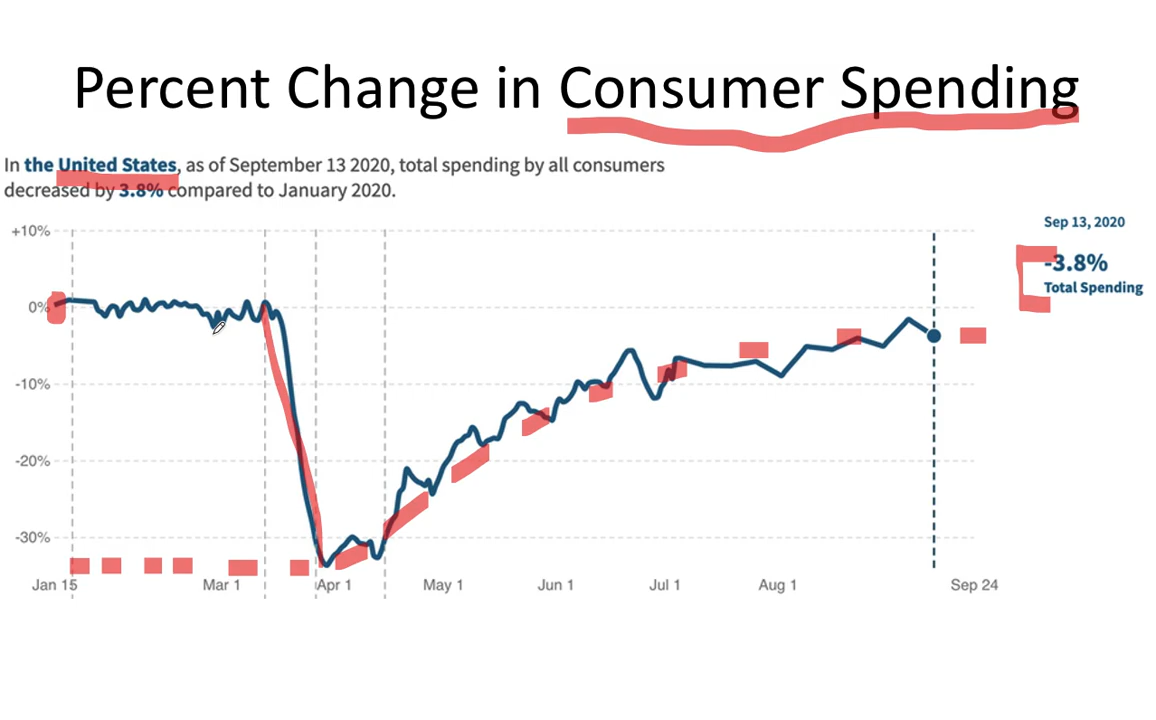 Percent Change in Consumer Spending
In the United States, as of September 13 2020, total spending by all consumers
decreased by 3.8% compared to January 2020.
Sep 13, 2020
-3.8%
Total Spending
+10%
0%
-10%
-20%
-30%
Jan 15 Mar 1 Apr 1 May 1 Jun 1 Jul 1 Aug 1 Sep 24